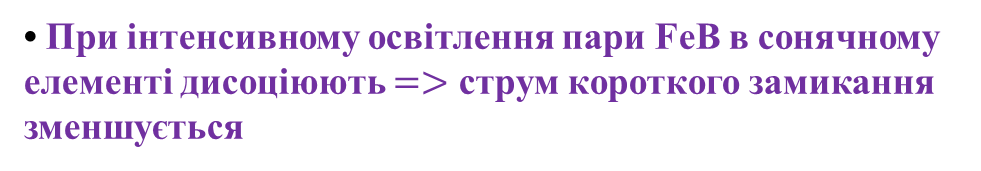 • При інтенсивному освітлення пари FeB в сонячному
елементі дисоціюють => струм короткого замикання
зменшується